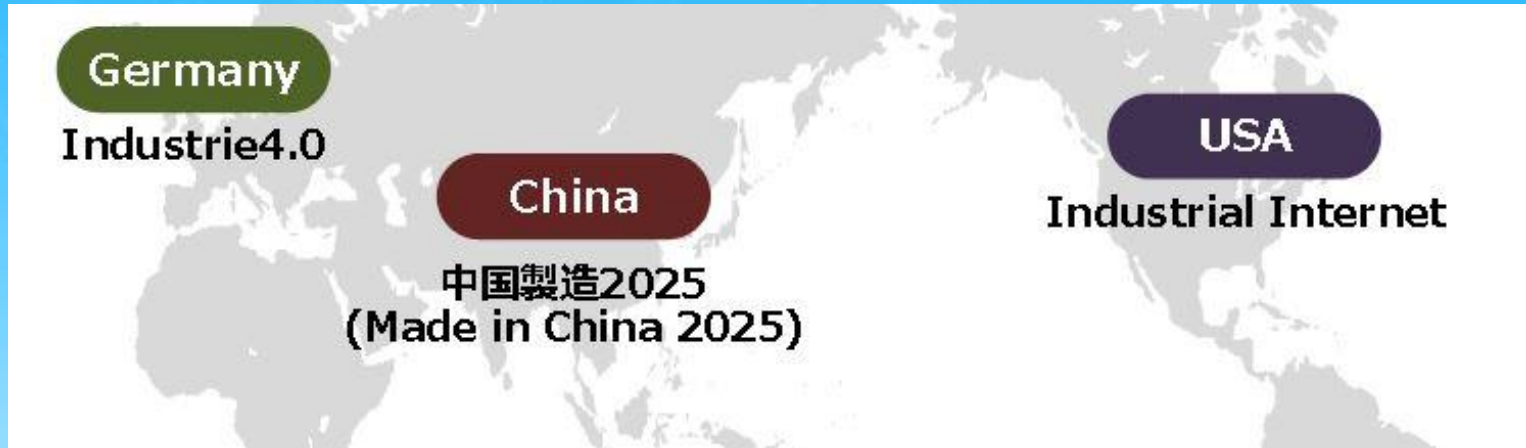 Germany
Industrie4.0
China
中国製造2025
(Made in China 2025)
USA
Industrial Internet